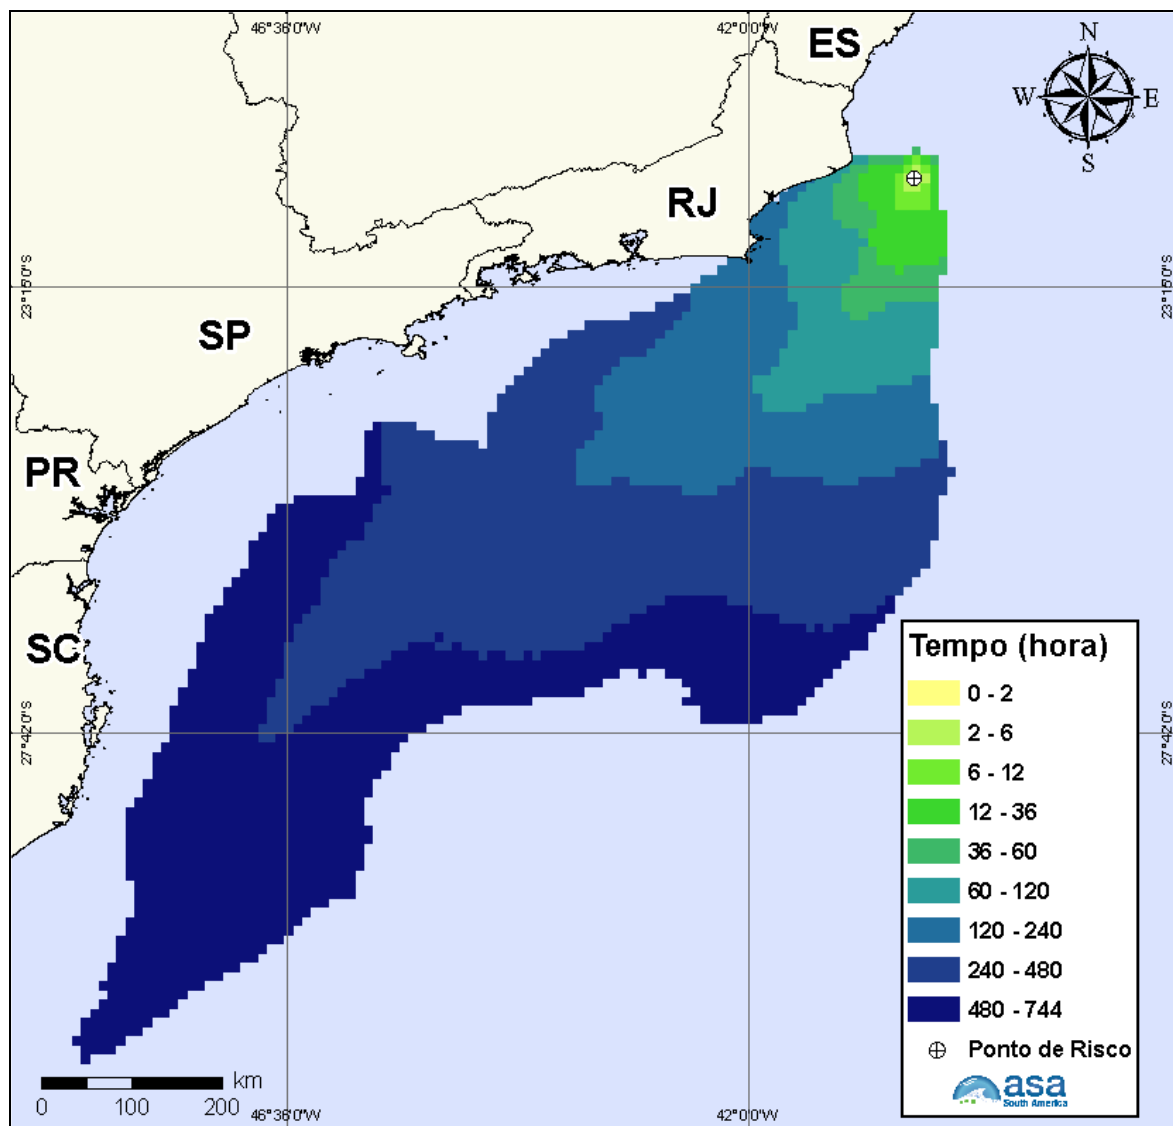 46°36'0"W
42°0'0"W
ES
N
W
E
S
RJ
23°15'0"S
23°15'0"S
SP
PR
SC
Tempo (hora)
0 - 2
2 - 6
6 - 12
12 - 36
36 - 60
60 - 120
120 - 240
240 - 480
480 - 744
Ponto de Risco
asa
South America
27°42'0"S
27°42'0"S
km
0 100 200
46°36'0"W
42°0'0"W